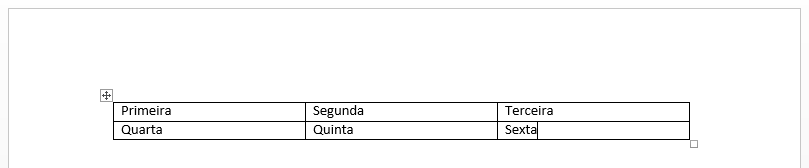 Primeira Segunda Terceira
Quarta Quinta Sexta